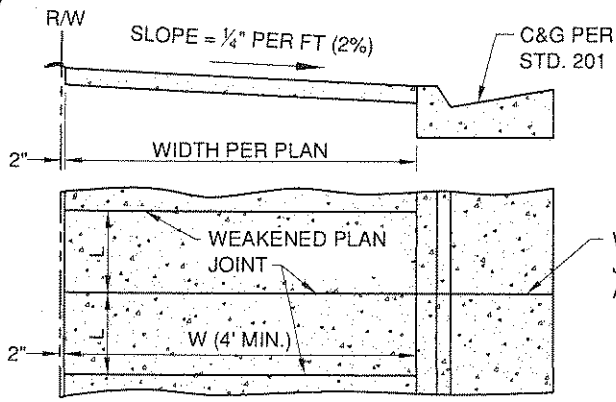 R/W
SLOPE = ¼" PER FT (2%)
C&G PER
STD. 201
2"
WIDTH PER PLAN
WEAKENED PLAN
JOINT
L
L
W (4' MIN.)
2"